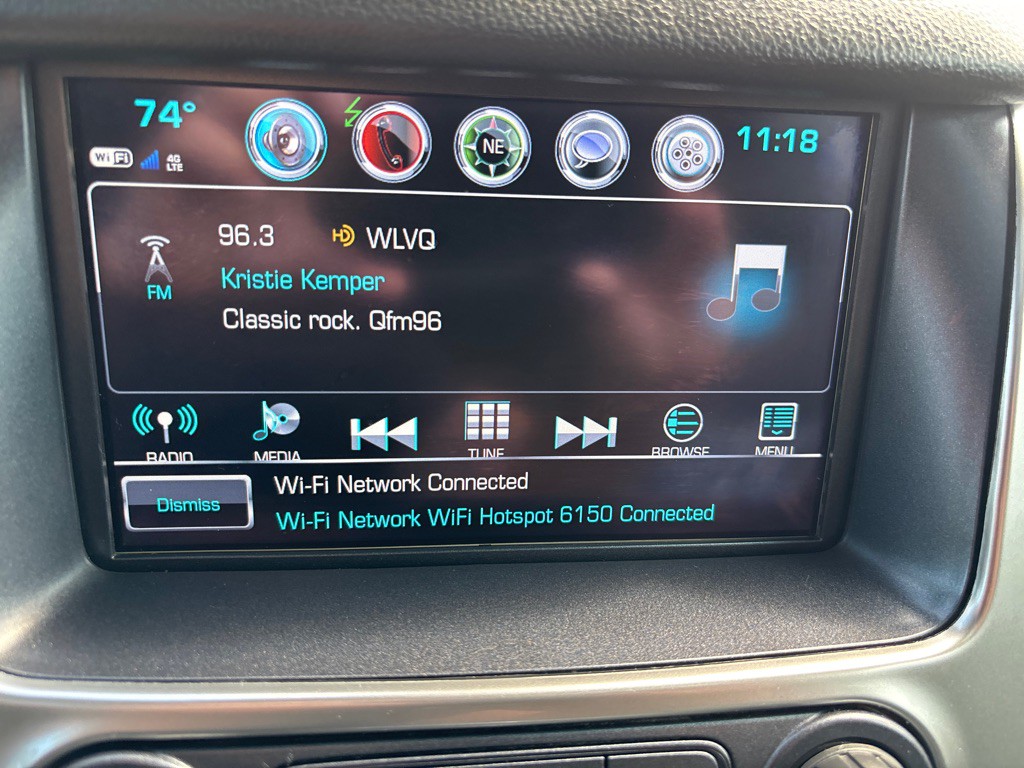 74°
NE
11:18
WiFi
4G
LTE
96.3
HD WLVQ
FM
Kristie Kemper
Classic rock. Qfm96
RADIO
MEDIA
TUNE
BROWSE
MENU
Dismiss
Wi-Fi Network Connected
Wi-Fi Network WiFi Hotspot 6150 Connected